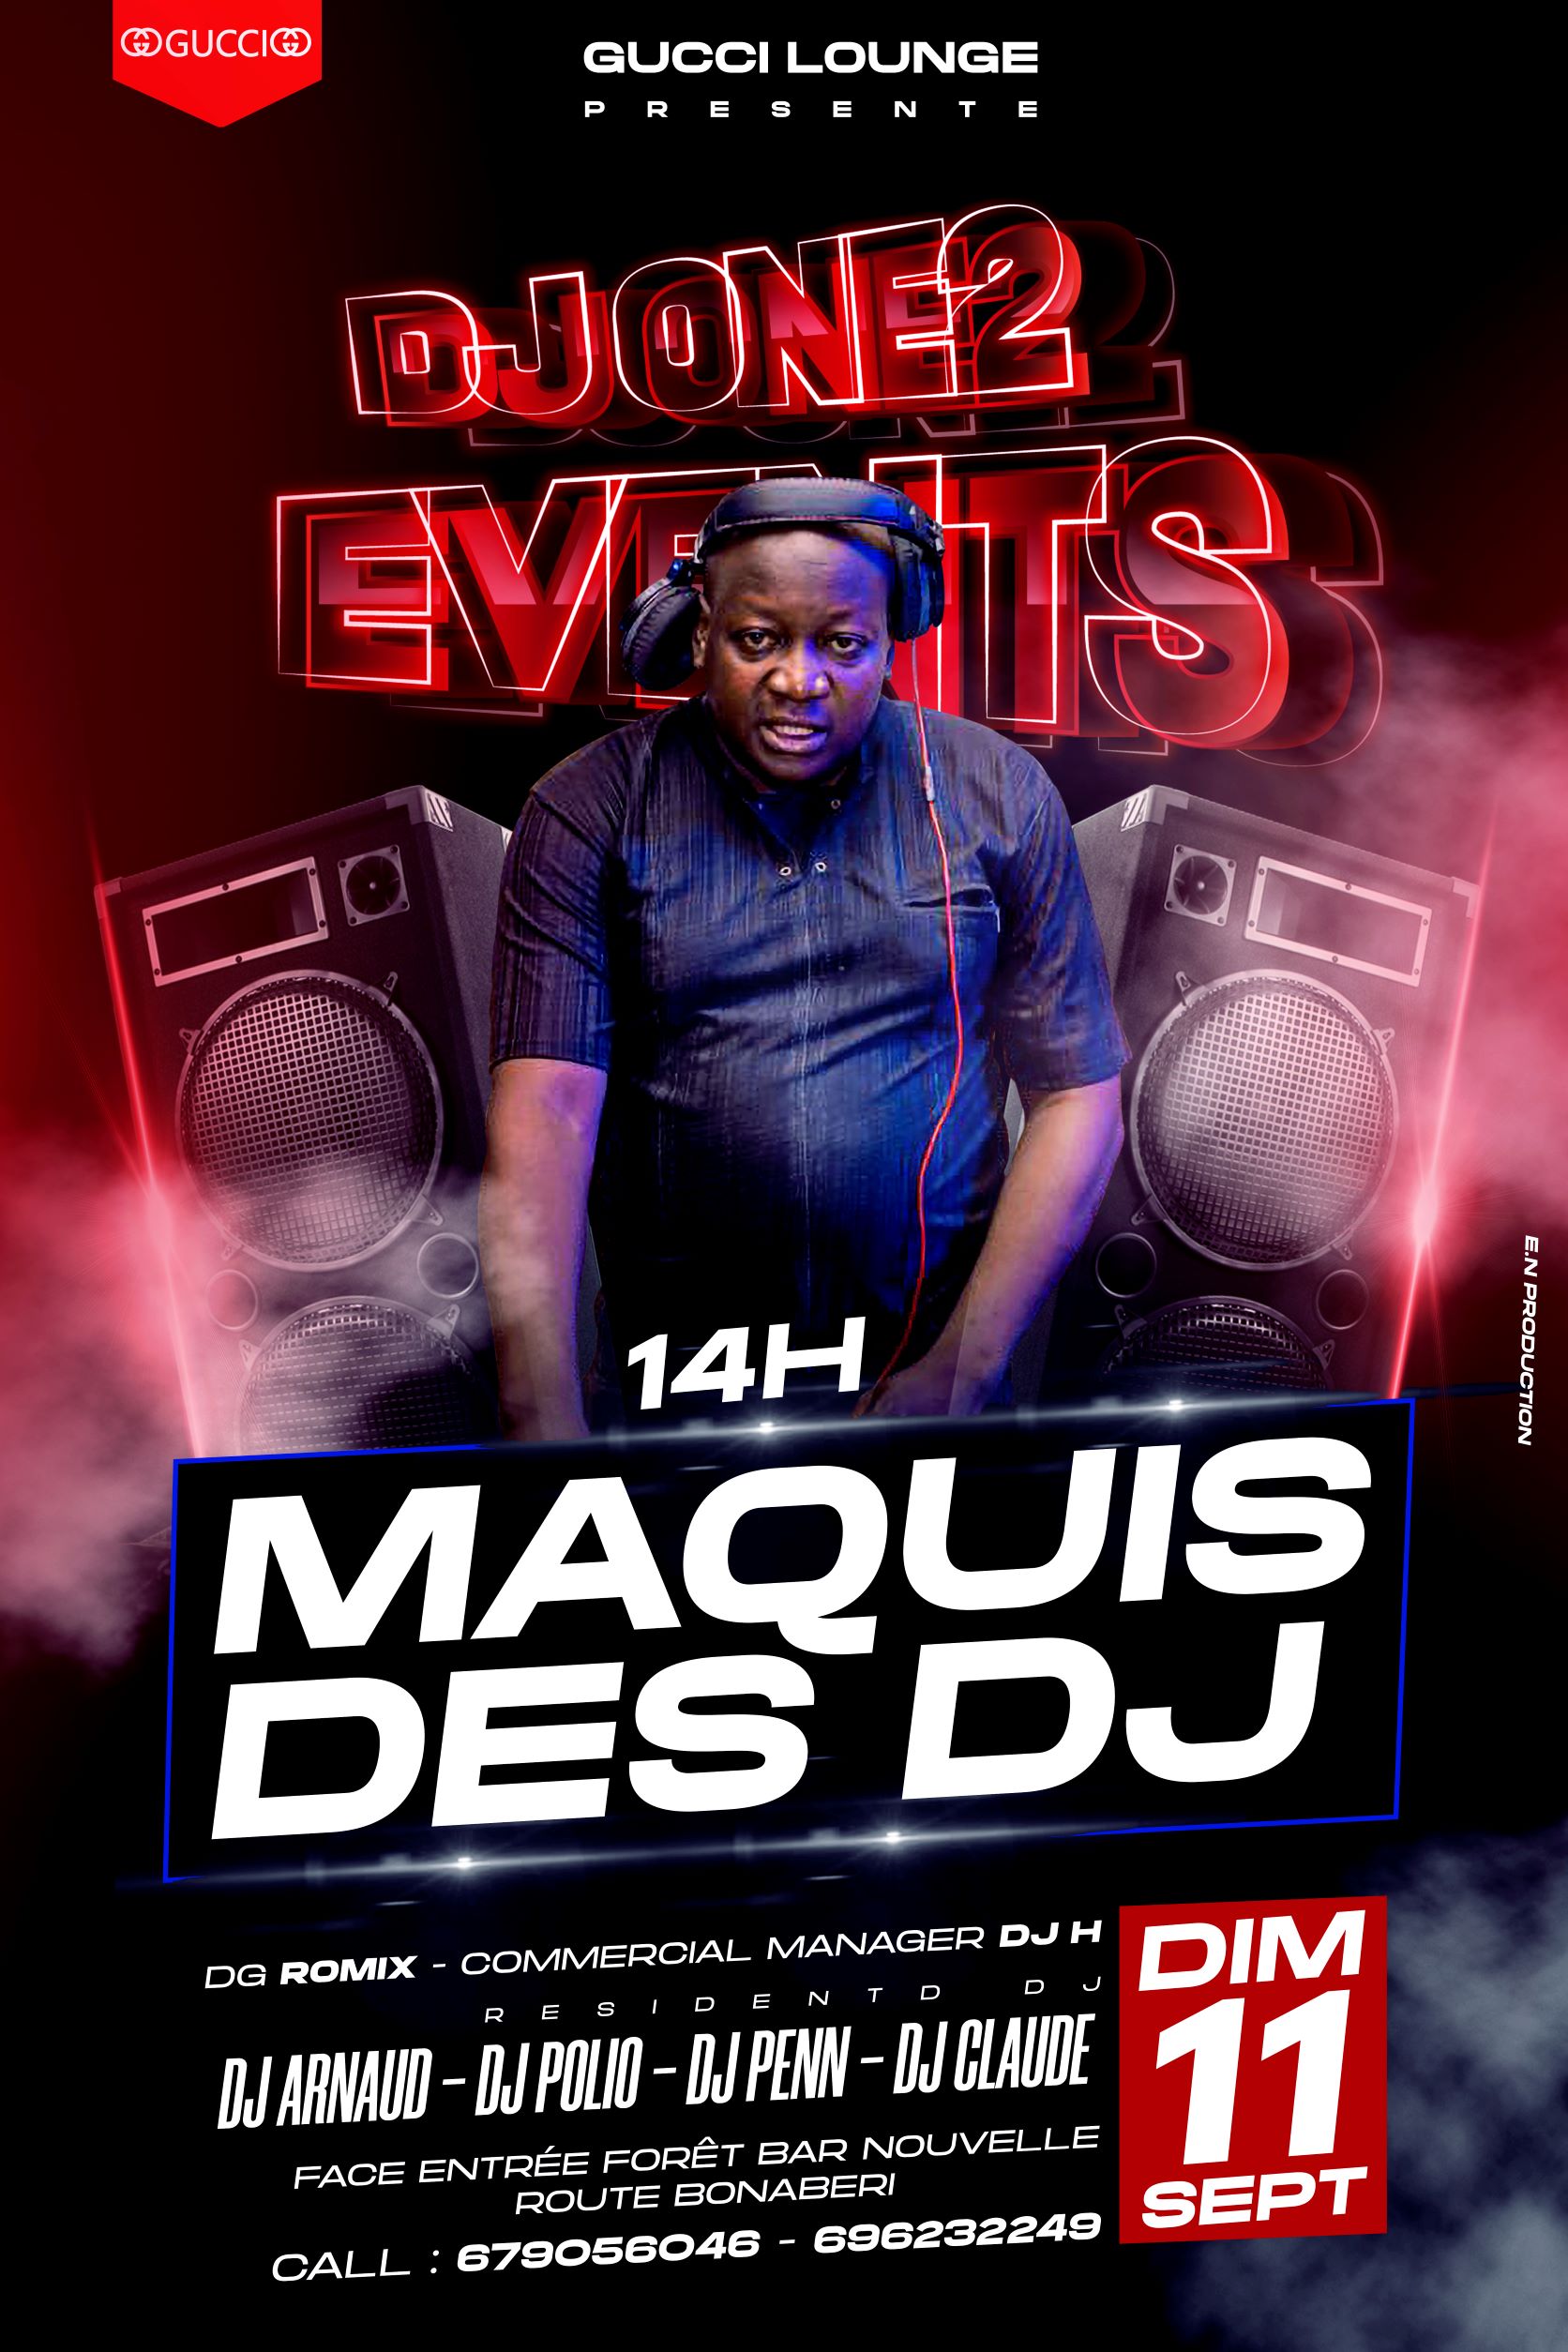 GUCCI
GUCCI LOUNGE
PRESENTE
DJ ONE2
EVENTS
14H
E.N PRODUCTION
MAQUIS
DES DJ
DG ROMIX - COMMERCIAL MANAGER DJ H
RESIDENTD DJ
DJ ARNAUD - DJ POLIO - DJ PENN - DJ CLAUDE
FACE ENTRÉE FORÊT BAR NOUVELLE
ROUTE BONABERI
CALL : 679056046 - 696232249
DIM
11
SEPT